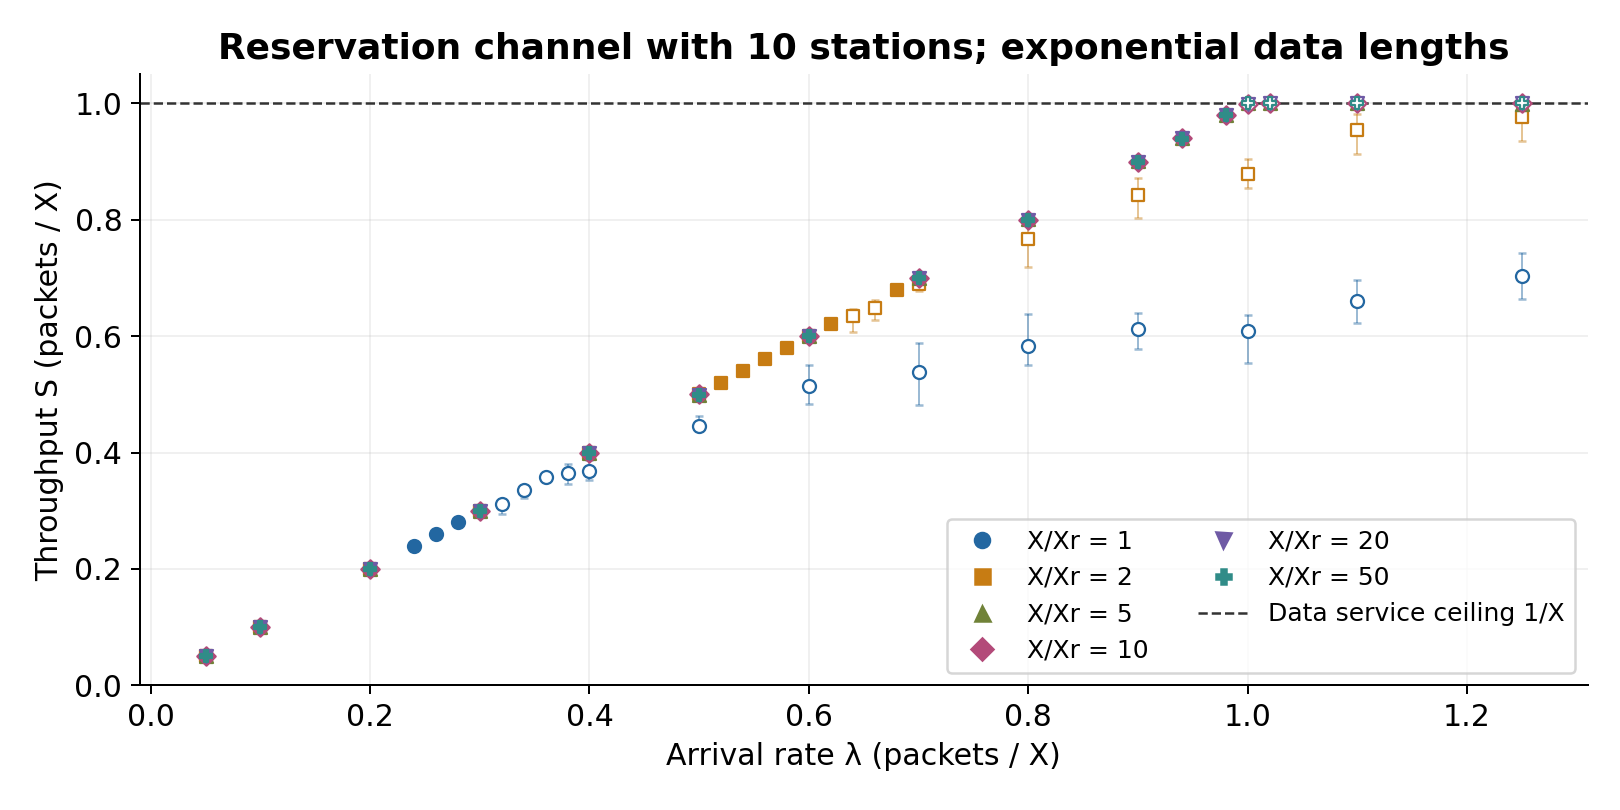 Reservation channel with 10 stations; exponential data lengths
Throughput S (packets / X)
1.0
0.8
0.6
0.4
0.2
0.0
X/Xr = 1
X/Xr = 2
X/Xr = 5
X/Xr = 10
X/Xr = 20
X/Xr = 50
Data service ceiling 1/X
0.0 0.2 0.4 0.6 0.8 1.0 1.2
Arrival rate λ (packets / X)